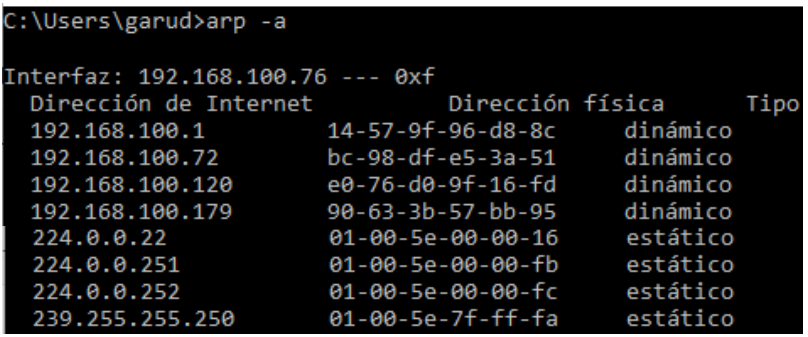 C:\Users\garud>arp -a
Interfaz: 192.168.100.76 --- 0xf
Dirección de Internet Dirección física Tipo
192.168.100.1 14-57-9f-96-d8-8c dinámico
192.168.100.72 bc-98-df-e5-3a-51 dinámico
192.168.100.120 e0-76-d0-9f-16-fd dinámico
192.168.100.179 90-63-3b-57-bb-95 dinámico
224.0.0.22 01-00-5e-00-00-16 estático
224.0.0.251 01-00-5e-00-00-fb estático
224.0.0.252 01-00-5e-00-00-fc estático
239.255.255.250 01-00-5e-7f-ff-fa estático